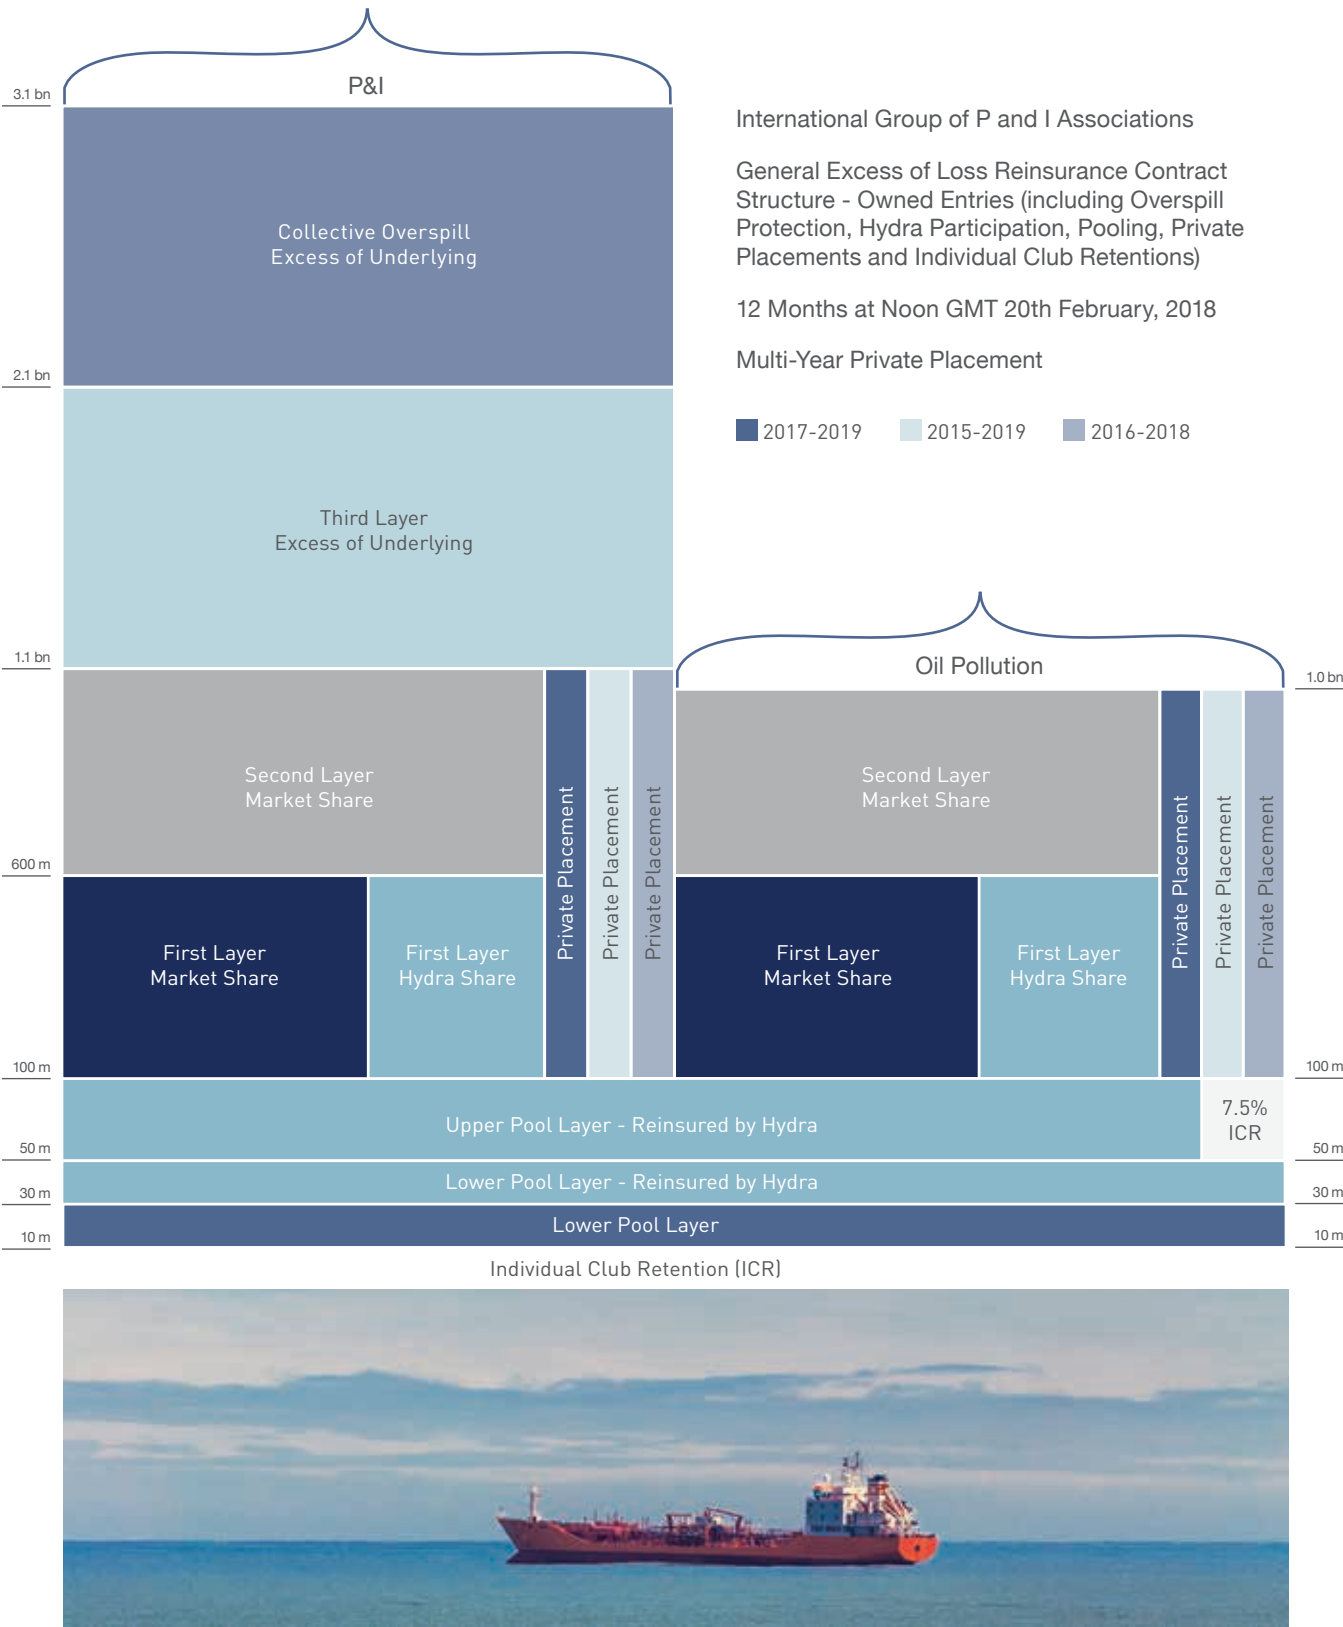 P&I
3.1 bn
International Group of P and I Associations
General Excess of Loss Reinsurance Contract
Structure - Owned Entries (including Overspill
Protection, Hydra Participation, Pooling, Private
Placements and Individual Club Retentions)
12 Months at Noon GMT 20th February, 2018
Multi-Year Private Placement
2017-2019
2015-2019
2016-2018
Collective Overspill
Excess of Underlying
2.1 bn
Third Layer
Excess of Underlying
1.1 bn
Oil Pollution
1.0 bn
Second Layer
Market Share
Private Placement
Private Placement
Private Placement
Second Layer
Market Share
Private Placement
Private Placement
Private Placement
600 m
First Layer
Market Share
First Layer
Hydra Share
First Layer
Market Share
First Layer
Hydra Share
100 m
100 m
Upper Pool Layer - Reinsured by Hydra
7.5%
ICR
50 m
50 m
Lower Pool Layer - Reinsured by Hydra
30 m
30 m
Lower Pool Layer
10 m
10 m
Individual Club Retention (ICR)